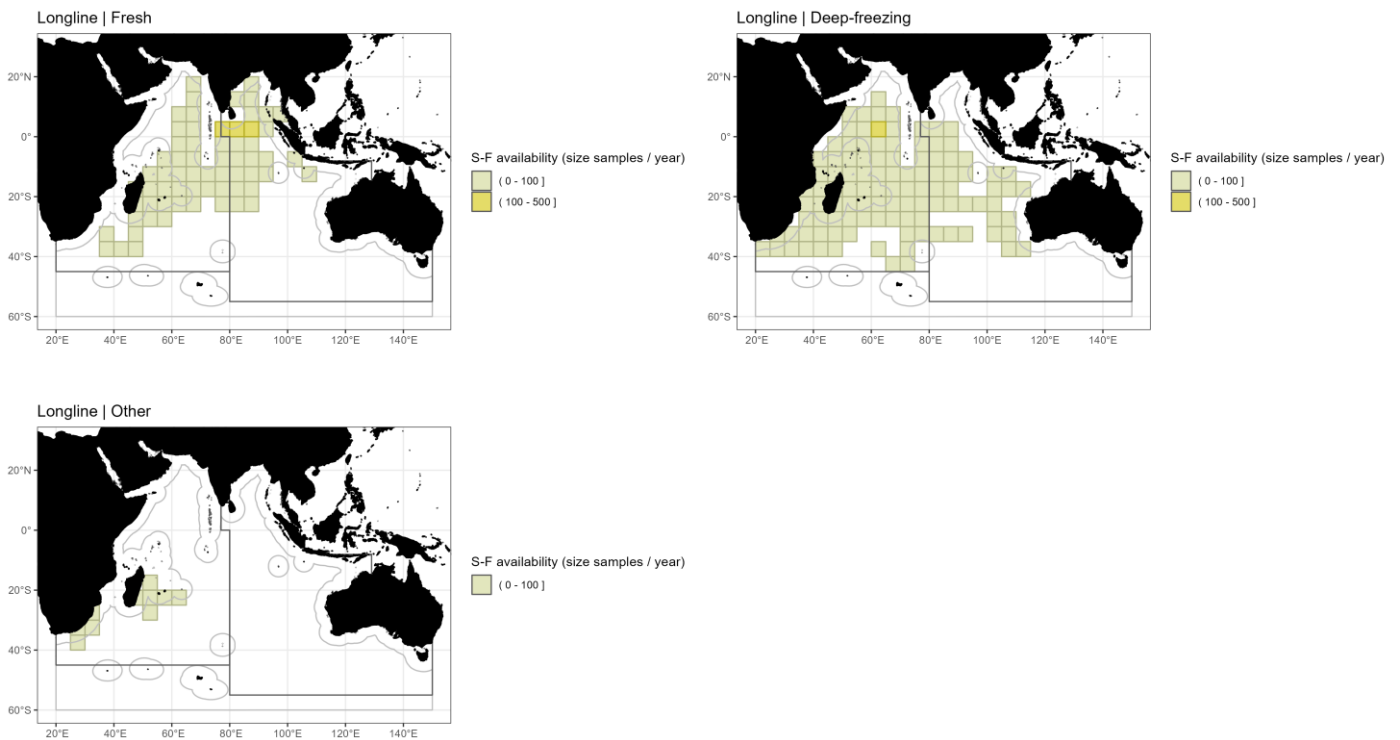 Longline | Fresh
20°N
0°
20°S
40°S
60°S
20°E 40°E 60°E 80°E 100°E 120°E 140°E
S-F availability (size samples / year)
( 0 - 100 ]
( 100 - 500 ]
Longline | Deep-freezing
20°N
0°
20°S
40°S
60°S
20°E 40°E 60°E 80°E 100°E 120°E 140°E
S-F availability (size samples / year)
( 0 - 100 ]
( 100 - 500 ]
Longline | Other
20°N
0°
20°S
40°S
60°S
20°E 40°E 60°E 80°E 100°E 120°E 140°E
S-F availability (size samples / year)
( 0 - 100 ]